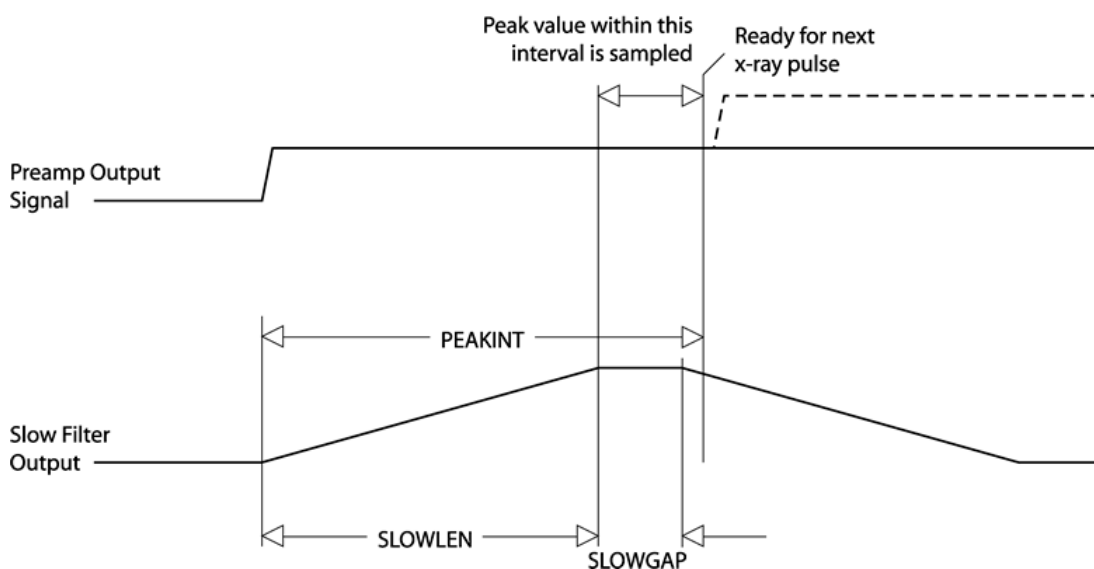 Peak value within this
interval is sampled
Ready for next
x-ray pulse
Preamp Output
Signal
PEAKINT
Slow Filter
Output
SLOWLEN
SLOWGAP